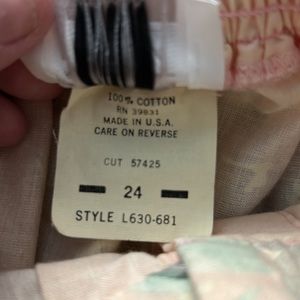 100% COTTON
RN 39831
MADE IN U.S.A.
CARE ON REVERSE
CUT 57425
24
STYLE L630-681